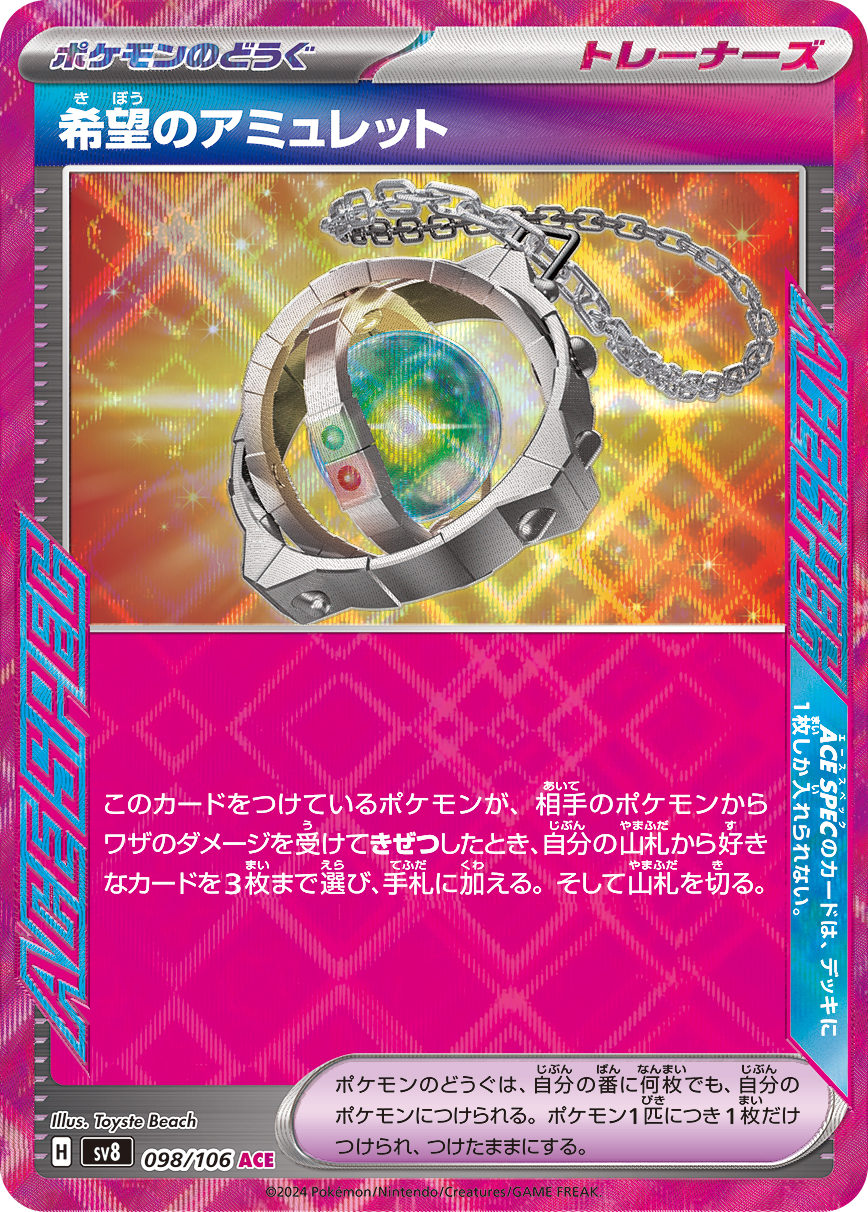 ポケモンのどうぐ
トレーナーズ
きぼう
希望のアミュレット
ACE SPEC
ACE SPEC
ACE SPECのカードは、デッキに
1枚しか入れられない。
このカードをつけているポケモンが、相手のポケモンから
ワザのダメージを受けてきぜつしたとき、自分の山札から好き
なカードを3枚まで選び、手札に加える。そして山札を切る。
ポケモンのどうぐは、自分の番に何枚でも、自分の
ポケモンにつけられる。ポケモン1匹につき1枚だけ
つけられ、つけたままにする。
Illus. Toyste Beach
H sv8 098/106 ACE
©2024 Pokémon/Nintendo/Creatures/GAME FREAK.